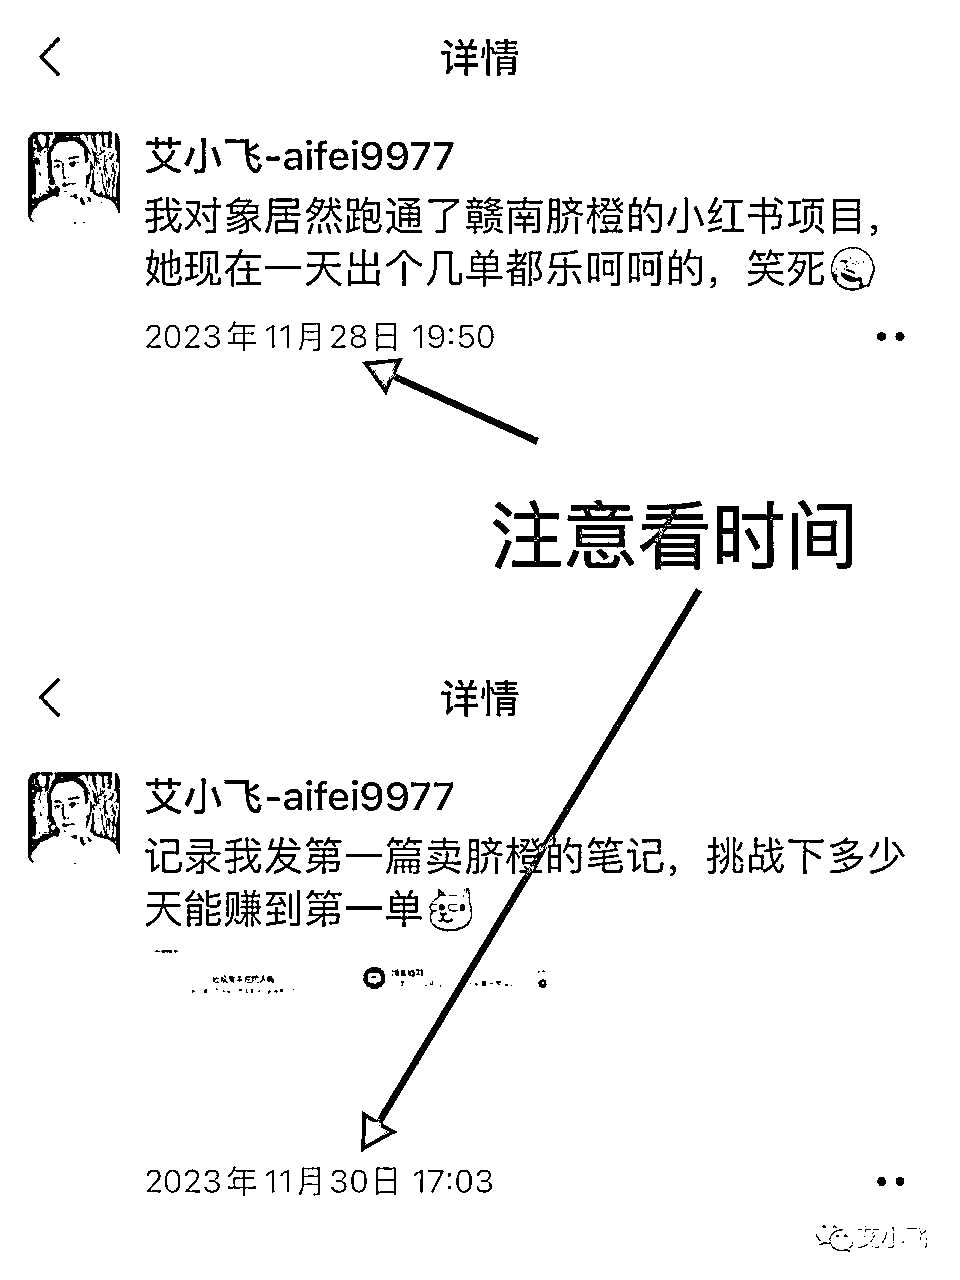 详情
艾小飞-aifei9977
我对象居然跑通了赣南脐橙的小红书项目，
她现在一天出个几单都乐呵呵的，笑死
2023年11月28日 19:50
注意看时间
详情
艾小飞-aifei9977
记录我发第一篇卖脐橙的笔记，挑战下多少
天能赚到第一单
2023年11月30日 17:03
艾小飞